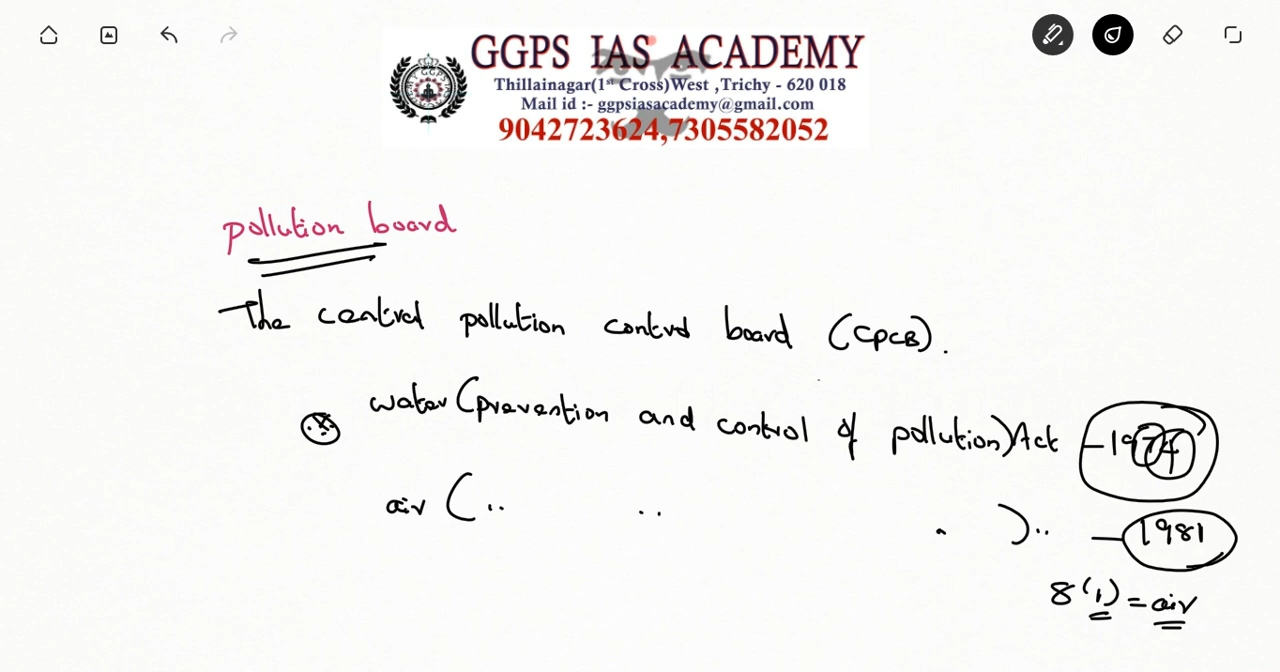 GGPS IAS ACADEMY
GGPS
Thillainagar(1st Cross)West ,Trichy - 620 018
Mail id :- ggpsiasacademy@gmail.com
9042723624,7305582052
pollution board
The central pollution control board (CPCB).
water (prevention and control of pollution) Act - 1974
air ( .. .. . ) .. - 1981
8(1) = air